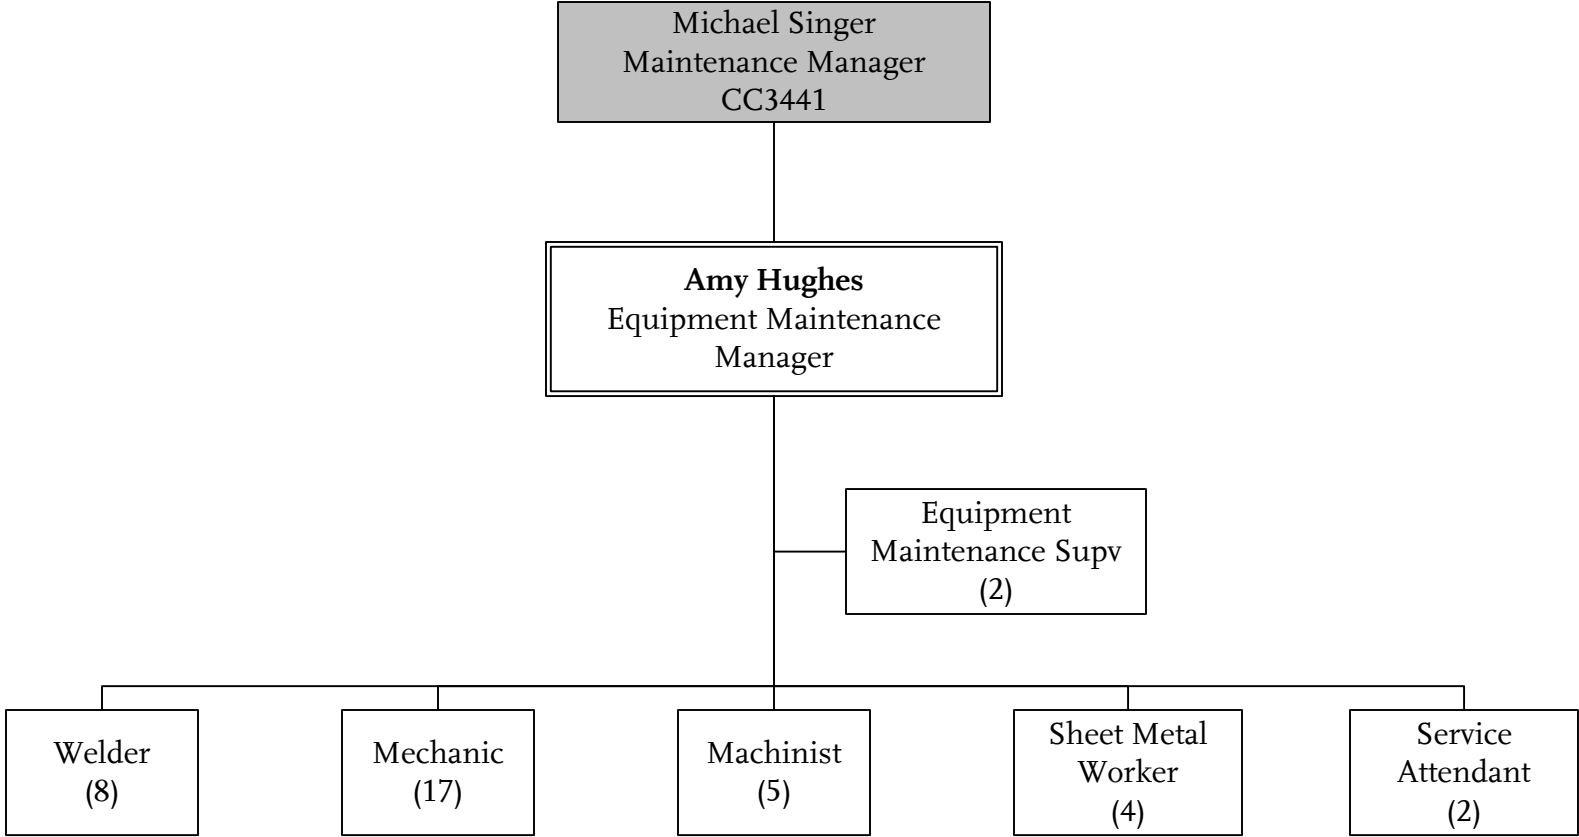 Michael Singer
Maintenance Manager
CC3441
Amy Hughes
Equipment Maintenance
Manager
Equipment
Maintenance Supv
(2)
Welder
(8)
Mechanic
(17)
Machinist
(5)
Sheet Metal
Worker
(4)
Service
Attendant
(2)